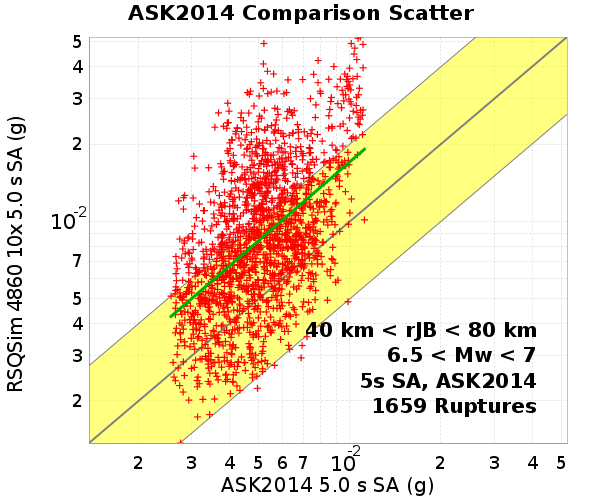 ASK2014 Comparison Scatter
RSQSim 4860 10x 5.0 s SA (g)
5
4
3
2
10-2
7
5
4
3
2
40 km < rJB < 80 km
6.5 < Mw < 7
5s SA, ASK2014
1659 Ruptures
2 3 4 5 6 7 10-2 2 3 4 5
ASK2014 5.0 s SA (g)